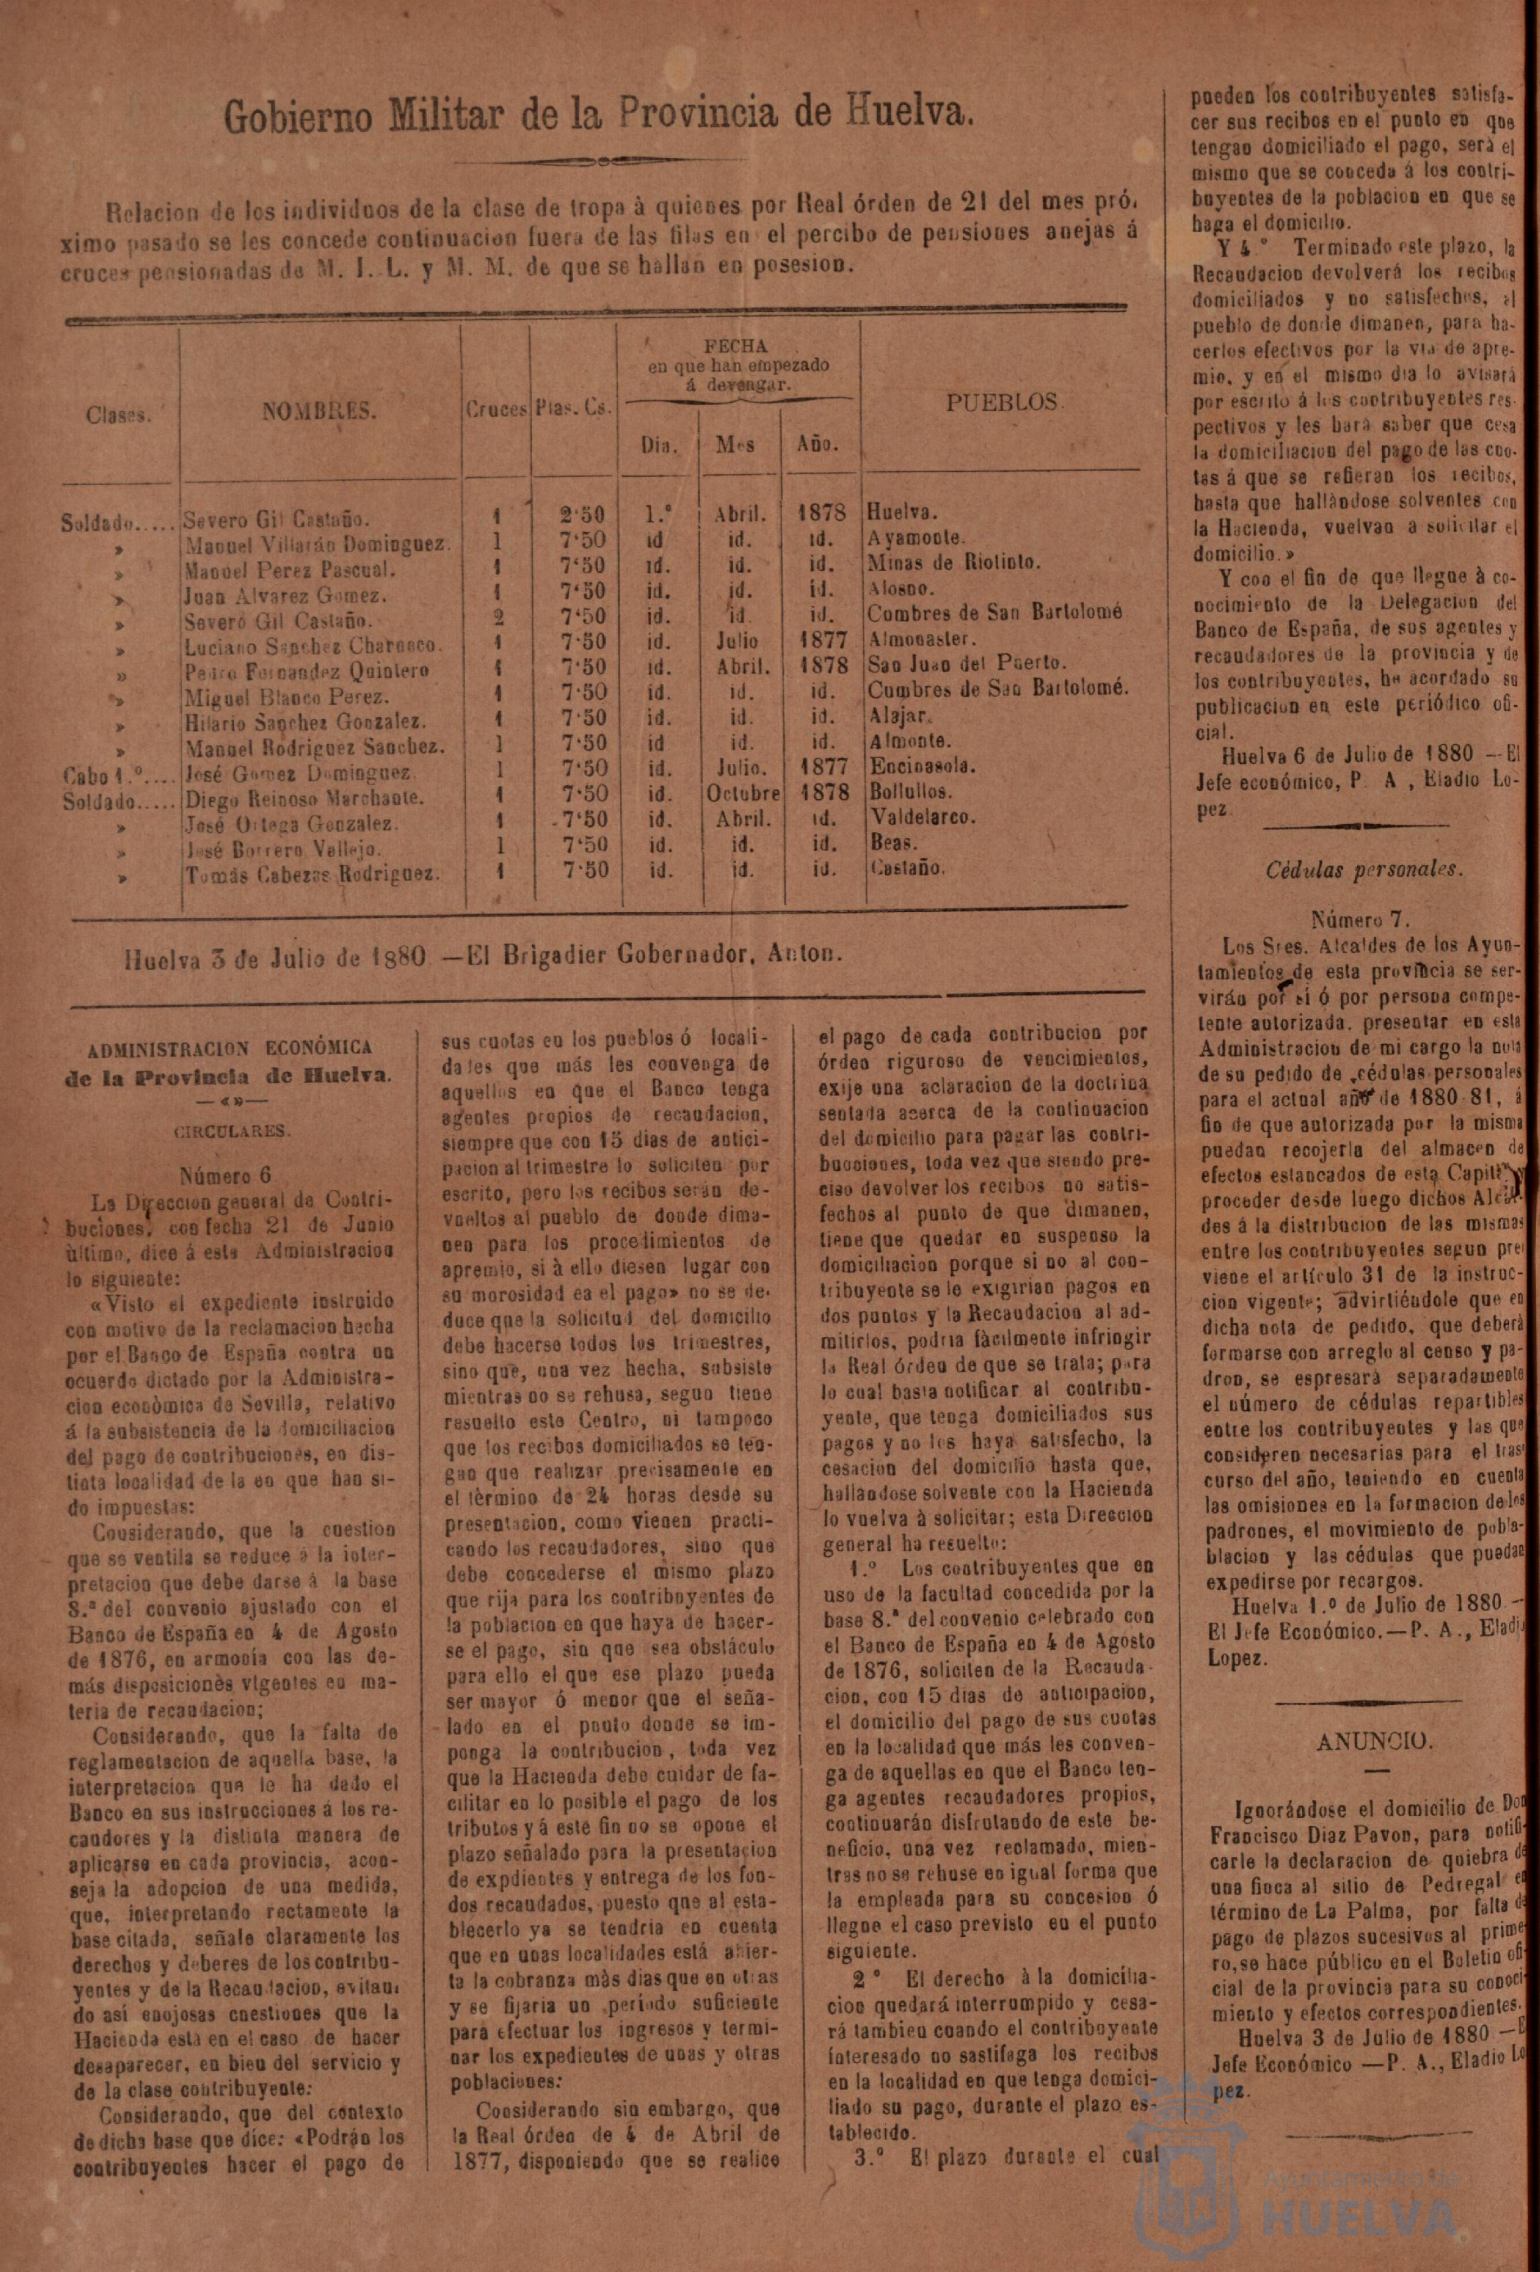 Gobierno Militar de la Provincia de Huelva.
Relacion de los individuos de la clase de tropa à quienes por Real órden de 21 del mes pró.
ximo pasado se les concede continuacion fuera de las filas en el percibo de pensiones anejas á
cruces pensionadas de M. I. L. y M. M. de que se hallan en posesion.
Clases. NOMBRES. Cruces Ptas. Cs. FECHA en que han empezado á devengar. PUEBLOS.
Dia. Mes Año.
Soldado..... Severo Gil Castaño. 1 2‘50 1.º Abril. 1878 Huelva.
» Manuel Villarán Dominguez. 1 7‘50 id id. id. Ayamonte.
» Manuel Perez Pascual. 1 7‘50 id. id. id. Minas de Riotinto.
» Juan Alvarez Gomez. 1 7‘50 id. id. id. Alosno.
» Severo Gil Castaño. 2 7‘50 id. id. id. Cumbres de San Bartolomé
» Luciano Sanchez Charneco. 1 7‘50 id. Julio 1877 Almonaster.
» Pedro Fernandez Quintero 1 7‘50 id. Abril. 1878 San Juan del Puerto.
» Miguel Blanco Perez. 1 7‘50 id. id. id. Cumbres de San Bartolomé.
» Hilario Sanchez Gonzalez. 1 7‘50 id. id. id. Alajar.
» Manuel Rodriguez Sanchez. 1 7‘50 id id. id. Almonte.
Cabo 1.º.... José Gomez Dominguez. 1 7‘50 id. Julio. 1877 Encinasola.
Soldado..... Diego Reinoso Marchante. 1 7‘50 id. Octubre 1878 Bollullos.
» José Ortega Gonzalez. 1 7‘50 id. Abril. id. Valdelarco.
» José Borrero Vallejo. 1 7‘50 id. id. id. Beas.
» Tomás Cabezas Rodriguez. 1 7‘50 id. id. id. Castaño.
Huelva 3 de Julio de 1880 —El Brigadier Gobernador, Anton.
ADMINISTRACION ECONÓMICA
de la Provincia de Huelva.
—«»—
CIRCULARES.
Número 6
La Direccion general de Contri-
buciones, con fecha 21 de Junio
ùltimo, dice á esta Administracion
lo siguiente:
«Visto el expediente instruido
con motivo de la reclamacion hecha
por el Banco de España contra un
acuerdo dictado por la Administra-
cion econòmica de Sevilla, relativo
á la subsistencia de la domiciliacion
del pago de contribuciones, en dis-
tinta localidad de la en que han si-
do impuestas:
Considerando, que la cuestion
que se ventila se reduce á la inter-
pretacion que debe darse á la base
8.ª del convenio ajustado con el
Banco de España en 4 de Agosto
de 1876, en armonía con las de-
más disposicionès vigentes en ma-
teria de recaudacion;
Considerando, que la falta de
reglamentacion de aquella base, la
interpretacion que le ha dado el
Banco en sus instrucciones á los re-
caudores y la distinta manera de
aplicarse en cada provincia, acon-
seja la adopcion de una medida,
que, interpretando rectamente la
base citada, señale claramente los
derechos y deberes de los contribu-
yentes y de la Recaudacion, evitan-
do así enojosas cuestiones que la
Hacienda està en el caso de hacer
desaparecer, en bien del servicio y
de la clase contribuyente:
Considerando, que del contexto
de dicha base que dice: «Podrán los
contribuyentes hacer el pago de
sus cuotas en los pueblos ó locali-
dades que más les convenga de
aquellos en que el Banco tenga
agentes propios de recaudacion,
siempre que con 15 dias de antici-
pacion al trimestre lo soliciten por
escrito, pero los recibos serán de-
vueltos al pueblo de donde dima-
nen para los procedimientos de
apremio, si à ello diesen lugar con
su morosidad ea el pago» no se de-
duce que la solicitud del domicilio
debe hacerse todos los trimestres,
sino que, una vez hecha, subsiste
mientras no se rehusa, segun tiene
resuelto este Centro, ni tampoco
que los recibos domiciliados se ten-
gan que realizar precisamente en
el tèrmino de 24 horas desde su
presentacion, como vienen practi-
cando los recaudadores, sino que
debe concederse el mismo plazo
que rija para los contribuyentes de
la poblacion en que haya de hacer-
se el pago, sin que sea obstáculo
para ello el que ese plazo pueda
ser mayor ó menor que el seña-
lado en el punto donde se im-
ponga la contribucion, toda vez
que la Hacienda debe cuidar de fa-
cilitar en lo posible el pago de los
tributos y á este fin no se opone el
plazo señalado para la presentacion
de expdientes y entrega de los fon-
dos recaudados, puesto que al esta-
blecerlo ya se tendria en cuenta
que en unas localidades está abier-
ta la cobranza màs dias que en otras
y se fijaria un periodo suficiente
para efectuar los ingresos y termi-
nar los expedientes de unas y otras
poblaciones:
Considerando sin embargo, que
la Real órden de 4 de Abril de
1877, disponiendo que se realice
el pago de cada contribucion por
órden riguroso de vencimientos,
exije una aclaracion de la doctrina
sentada acerca de la continuacion
del domicilio para pagar las contri-
buciones, toda vez que siendo pre-
ciso devolver los recibos no satis-
fechos al punto de que dimanen,
tiene que quedar en suspenso la
domiciliacion porque si no al con-
tribuyente se le exigirian pagos en
dos puntos y la Recaudacion al ad-
mitirlos, podria fàcilmente infringir
la Real órden de que se trata; para
lo cual basta notificar al contribu-
yente, que tenga domiciliados sus
pagos y no los haya satisfecho, la
cesacion del domicilio hasta que,
hallandose solvente con la Hacienda
lo vuelva à solicitar; esta Direccion
general ha resuelto:
1.º Los contribuyentes que en
uso de la facultad concedida por la
base 8.ª del convenio celebrado con
el Banco de España en 4 de Agosto
de 1876, soliciten de la Recauda-
cion, con 15 dias de anticipacion,
el domicilio del pago de sus cuotas
en la localidad que más les conven-
ga de aquellas en que el Banco ten-
ga agentes recaudadores propios,
continuarán disfrutando de este be-
neficio, una vez reclamado, mien-
tras no se rehuse en igual forma que
la empleada para su concesion ó
llegue el caso previsto en el punto
siguiente.
2 º El derecho à la domicilia-
cion quedará interrumpido y cesa-
rá tambien cuando el contribuyente
interesado no sastifaga los recibos
en la localidad en que tenga domici-
liado su pago, durante el plazo es-
tablecido.
3.º El plazo durante el cual
pueden los contribuyentes satisfa-
cer sus recibos en el punto en que
tengan domiciliado el pago, será el
mismo que se conceda á los contri-
buyentes de la poblacion en que se
haga el domicilio.
Y 4.º Terminado este plazo, la
Recaudacion devolverá los recibos
domiciliados y no satisfechos, al
pueblo de donde dimanen, para ha-
cerlos efectivos por la via de apre-
mio, y en el mismo dia lo avisará
por escrito á los contribuyentes res-
pectivos y les hará saber que cesa
la domiciliacion del pago de las cuo-
tas á que se refieran los recibos,
hasta que hallàndose solventes con
la Hacienda, vuelvan a solicitar el
domicilio.»
Y con el fin de que llegue à co-
nocimiento de la Delegacion del
Banco de España, de sus agentes y
recaudadores de la provincia y de
los contribuyentes, he acordado su
publicacion en este periódico ofi-
cial.
Huelva 6 de Julio de 1880 —El
Jefe económico, P. A , Eladio Lo-
pez.
Cédulas personales.
Número 7.
Los Sres. Alcaldes de los Ayun-
tamientos de esta provincia se ser-
virán por sí ó por persona compe-
tente autorizada, presentar en esta
Administracion de mi cargo la nota
de su pedido de cédulas personales
para el actual año de 1880-81, á
fin de que autorizada por la misma
puedan recojerla del almacen de
efectos estancados de esta Capital y
proceder desde luego dichos Alcal-
des á la distribucion de las mismas
entre los contribuyentes segun pre
viene el artículo 31 de la instruc-
cion vigente; advirtiéndole que en
dicha nota de pedido, que deberà
formarse con arreglo al censo y pa-
dron, se espresará separadamente
el número de cédulas repartibles
entre los contribuyentes y las que
consideren necesarias para el tras
curso del año, teniendo en cuenta
las omisiones en la formacion de los
padrones, el movimiento de pobla-
blacion y las cédulas que puedan
expedirse por recargos.
Huelva 1.º de Julio de 1880 —
El Jefe Económico.—P. A., Eladio
Lopez.
ANUNCIO.
Ignorándose el domicilio de Don
Francisco Diaz Pavon, para notifi-
carle la declaracion de quiebra de
una finca al sitio de Pedregal en
término de La Palma, por falta de
pago de plazos sucesivos al prime-
ro, se hace público en el Boletin ofi-
cial de la provincia para su conoci-
miento y efectos correspondientes.
Huelva 3 de Julio de 1880 —E
Jefe Económico —P. A., Eladio Lo
pez.
Ayuntamiento de
HUELVA